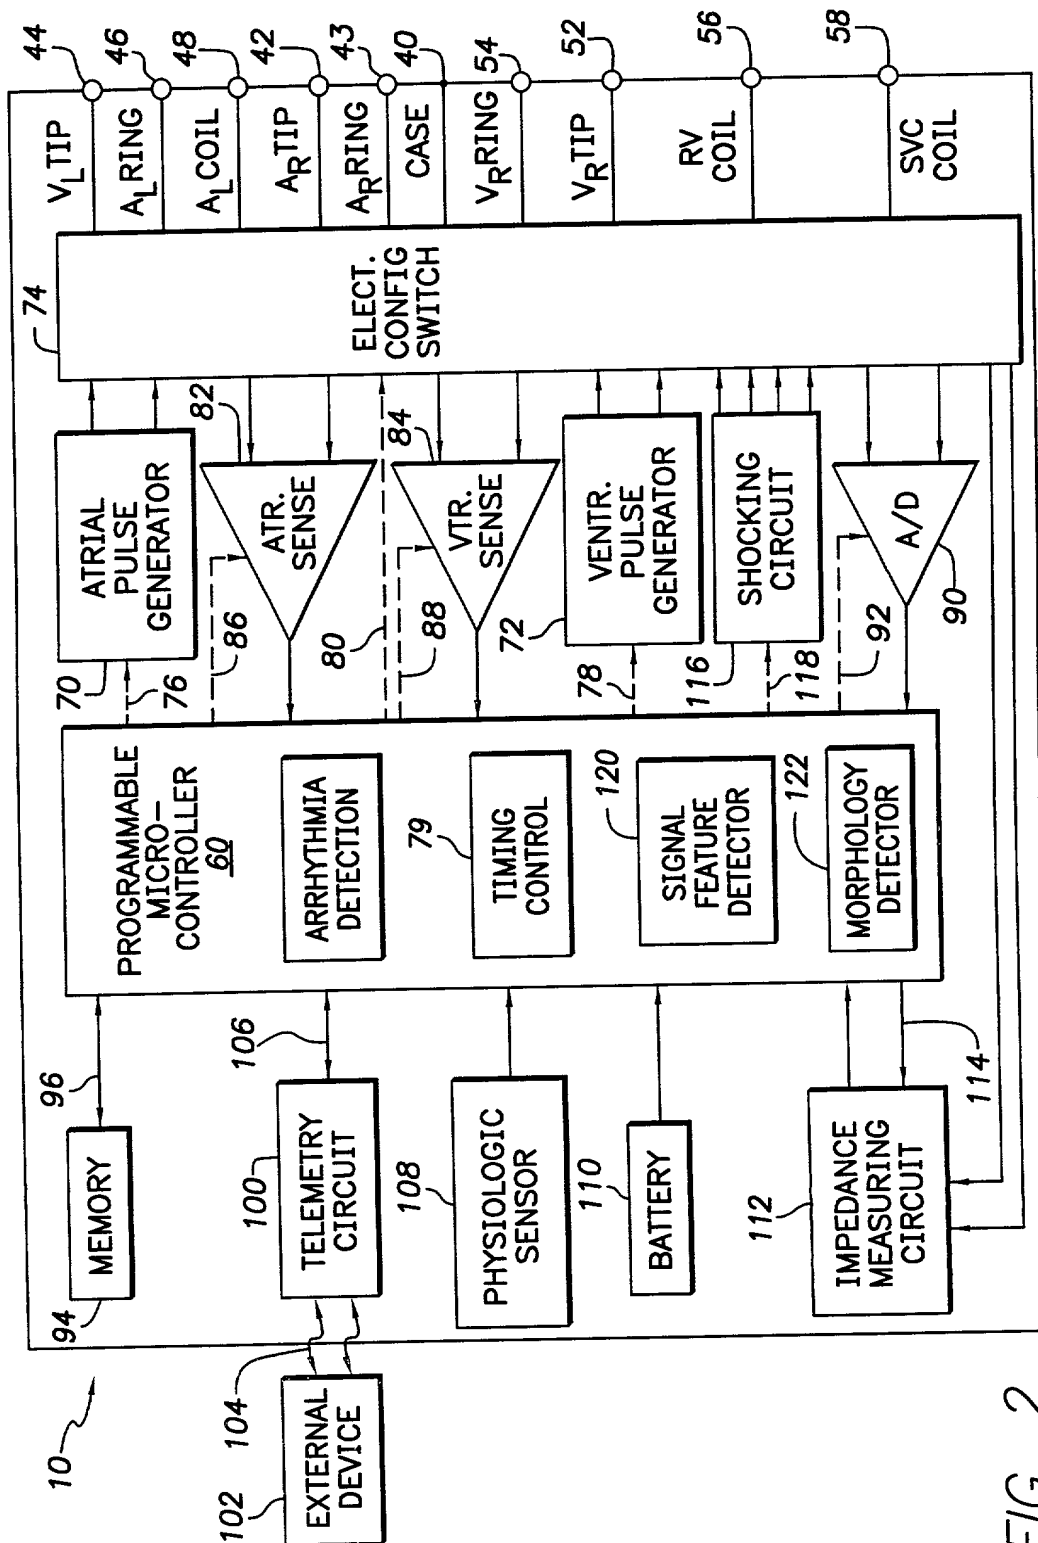 44
46
48
42
43
40
54
52
56
58
V_L TIP
A_L RING
A_L COIL
A_R TIP
A_R RING
CASE
V_R RING
V_R TIP
RV
COIL
SVC
COIL
74
ELECT.
CONFIG
SWITCH
82
84
ATRIAL
PULSE
GENERATOR
ATR.
SENSE
VTR.
SENSE
VENTR.
PULSE
GENERATOR
SHOCKING
CIRCUIT
A/D
70
76
86
80
88
72
78
116
118
92
90
PROGRAMMABLE
MICRO-
CONTROLLER
60
ARRHYTHMIA
DETECTION
79
TIMING
CONTROL
120
SIGNAL
FEATURE
DETECTOR
122
MORPHOLOGY
DETECTOR
96
106
114
94
MEMORY
100
TELEMETRY
CIRCUIT
108
PHYSIOLOGIC
SENSOR
110
BATTERY
112
IMPEDANCE
MEASURING
CIRCUIT
10
104
102
EXTERNAL
DEVICE
FIG. 2